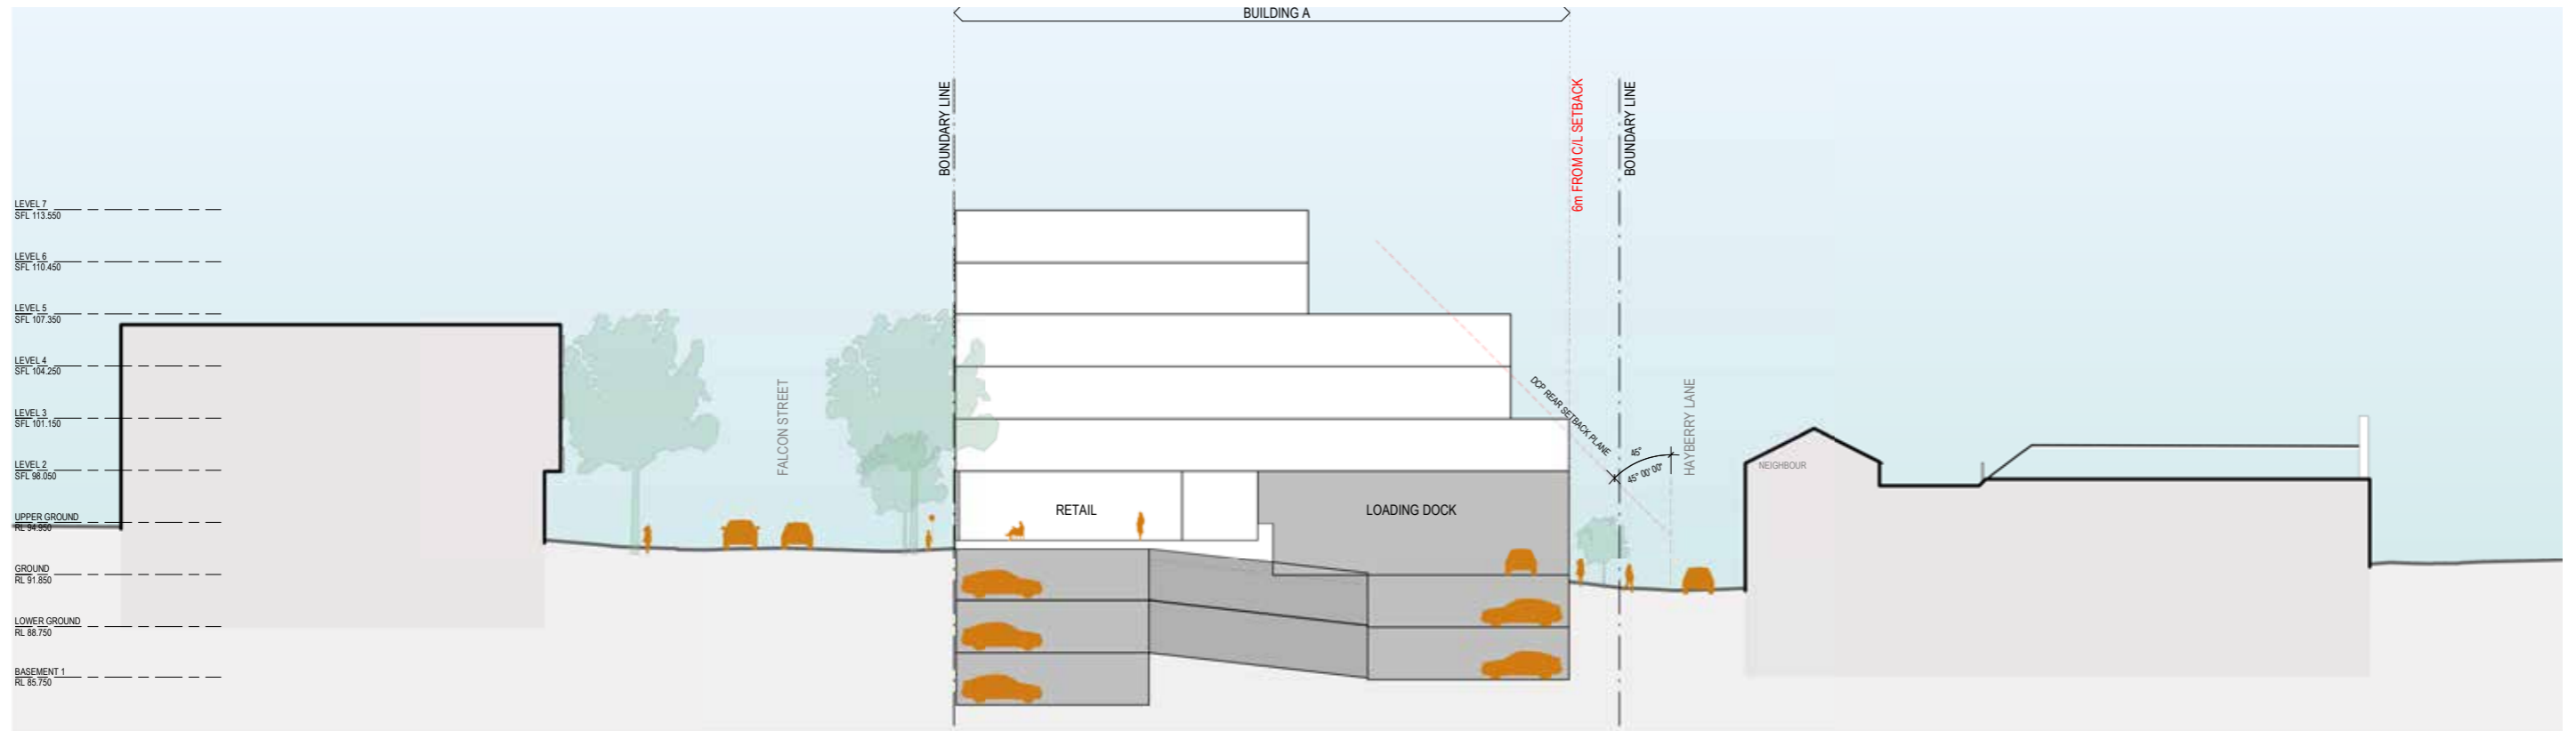 BUILDING A
BOUNDARY LINE
6m FROM C/L SETBACK
BOUNDARY LINE
LEVEL 7
SFL 113.550
LEVEL 6
SFL 110.450
LEVEL 5
SFL 107.350
LEVEL 4
SFL 104.250
LEVEL 3
SFL 101.150
LEVEL 2
SFL 98.050
UPPER GROUND
RL 94.950
GROUND
RL 91.850
LOWER GROUND
RL 88.750
BASEMENT 1
RL 85.750
FALCON STREET
RETAIL
LOADING DOCK
DCP REAR SETBACK PLANE
45°
45° 00' 00"
HAYBERRY LANE
NEIGHBOUR